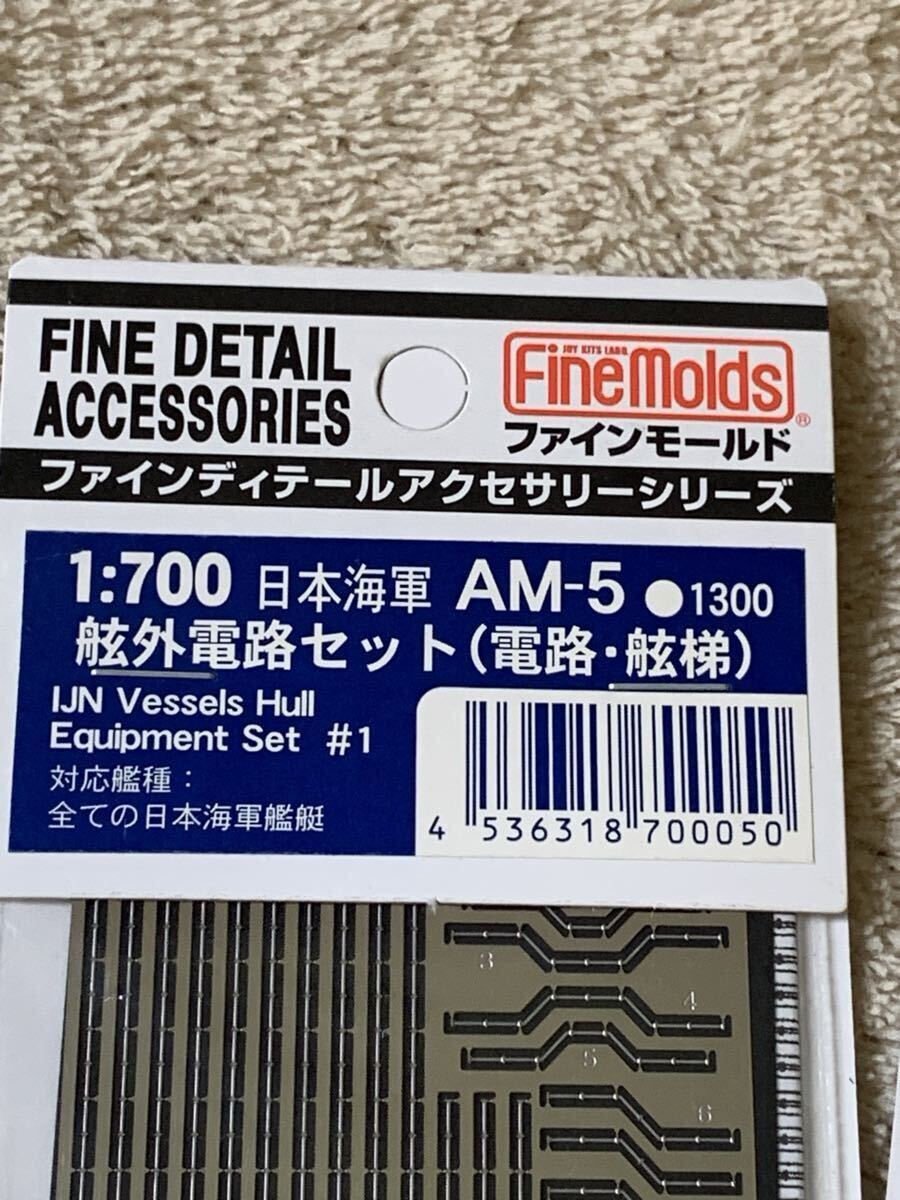 FINE DETAIL
ACCESSORIES
JOY KITS LABO.
FineMolds®
ファインモールド
ファインディテールアクセサリーシリーズ
1:700 日本海軍 AM-5 ●1300
舷外電路セット(電路・舷梯)
IJN Vessels Hull
Equipment Set #1
対応艦種：
全ての日本海軍艦艇
4 536318 700050
3
4
5
6